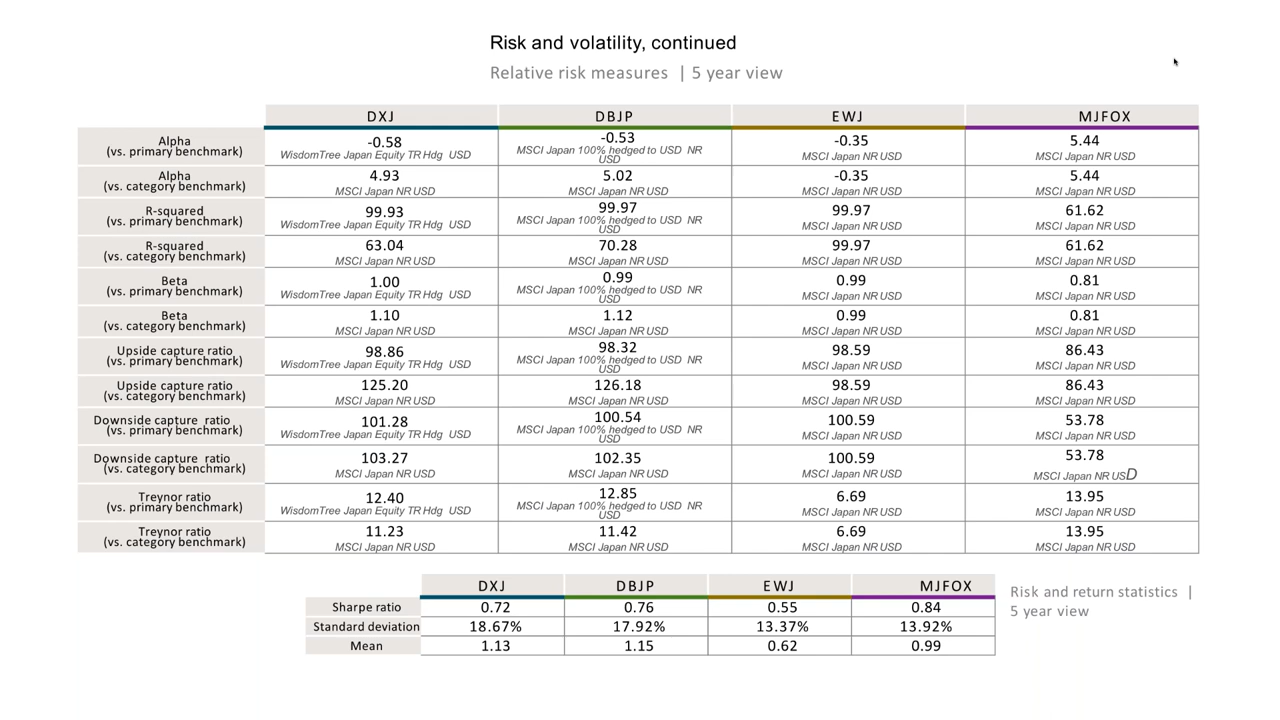 Risk and volatility, continued
Relative risk measures | 5 year view
DXJ DBJP EWJ MJFOX
Alpha
(vs. primary benchmark)
-0.58
WisdomTree Japan Equity TR Hdg USD
-0.53
MSCI Japan 100% hedged to USD NR
USD
-0.35
MSCI Japan NR USD
5.44
MSCI Japan NR USD
Alpha
(vs. category benchmark)
4.93
MSCI Japan NR USD
5.02
MSCI Japan NR USD
-0.35
MSCI Japan NR USD
5.44
MSCI Japan NR USD
R-squared
(vs. primary benchmark)
99.93
WisdomTree Japan Equity TR Hdg USD
99.97
MSCI Japan 100% hedged to USD NR
USD
99.97
MSCI Japan NR USD
61.62
MSCI Japan NR USD
R-squared
(vs. category benchmark)
63.04
MSCI Japan NR USD
70.28
MSCI Japan NR USD
99.97
MSCI Japan NR USD
61.62
MSCI Japan NR USD
Beta
(vs. primary benchmark)
1.00
WisdomTree Japan Equity TR Hdg USD
0.99
MSCI Japan 100% hedged to USD NR
USD
0.99
MSCI Japan NR USD
0.81
MSCI Japan NR USD
Beta
(vs. category benchmark)
1.10
MSCI Japan NR USD
1.12
MSCI Japan NR USD
0.99
MSCI Japan NR USD
0.81
MSCI Japan NR USD
Upside capture ratio
(vs. primary benchmark)
98.86
WisdomTree Japan Equity TR Hdg USD
98.32
MSCI Japan 100% hedged to USD NR
USD
98.59
MSCI Japan NR USD
86.43
MSCI Japan NR USD
Upside capture ratio
(vs. category benchmark)
125.20
MSCI Japan NR USD
126.18
MSCI Japan NR USD
98.59
MSCI Japan NR USD
86.43
MSCI Japan NR USD
Downside capture ratio
(vs. primary benchmark)
101.28
WisdomTree Japan Equity TR Hdg USD
100.54
MSCI Japan 100% hedged to USD NR
USD
100.59
MSCI Japan NR USD
53.78
MSCI Japan NR USD
Downside capture ratio
(vs. category benchmark)
103.27
MSCI Japan NR USD
102.35
MSCI Japan NR USD
100.59
MSCI Japan NR USD
53.78
MSCI Japan NR USD
Treynor ratio
(vs. primary benchmark)
12.40
WisdomTree Japan Equity TR Hdg USD
12.85
MSCI Japan 100% hedged to USD NR
USD
6.69
MSCI Japan NR USD
13.95
MSCI Japan NR USD
Treynor ratio
(vs. category benchmark)
11.23
MSCI Japan NR USD
11.42
MSCI Japan NR USD
6.69
MSCI Japan NR USD
13.95
MSCI Japan NR USD
DXJ DBJP EWJ MJFOX
Sharpe ratio 0.72 0.76 0.55 0.84
Standard deviation 18.67% 17.92% 13.37% 13.92%
Mean 1.13 1.15 0.62 0.99
Risk and return statistics |
5 year view